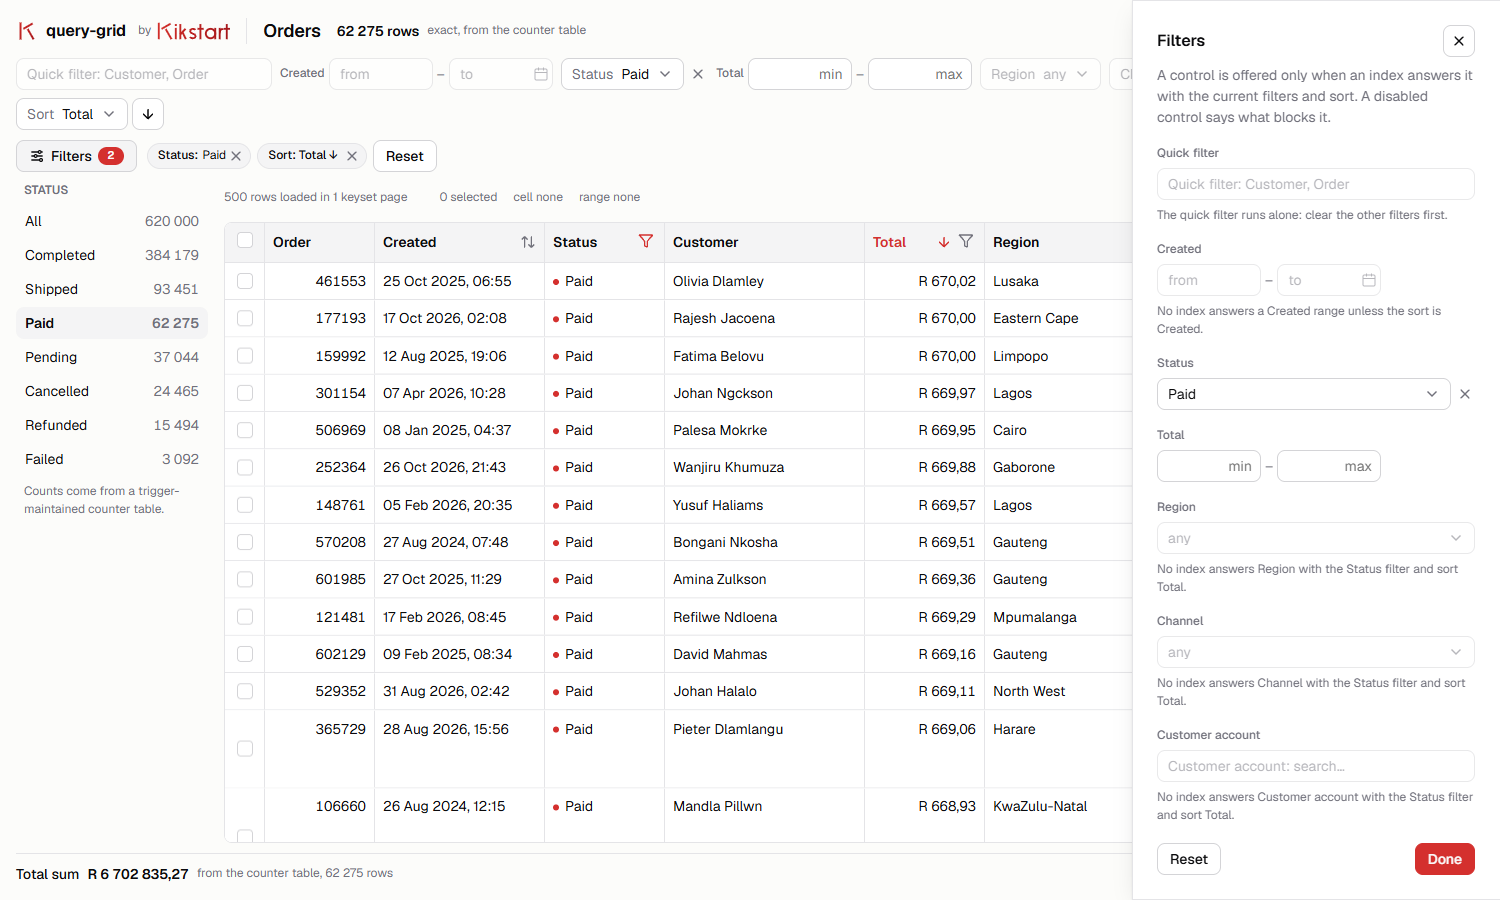 query-grid by Kikstart Orders 62 275 rows exact, from the counter table
Quick filter: Customer, Order Created from – to Status Paid Total min – max Region any
Sort Total
Filters 2 Status: Paid Sort: Total Reset
STATUS
All 620 000
Completed 384 179
Shipped 93 451
Paid 62 275
Pending 37 044
Cancelled 24 465
Refunded 15 494
Failed 3 092
Counts come from a trigger-
maintained counter table.
500 rows loaded in 1 keyset page 0 selected cell none range none
Order Created Status Customer Total Region
461553 25 Oct 2025, 06:55 Paid Olivia Dlamley R 670,02 Lusaka
177193 17 Oct 2026, 02:08 Paid Rajesh Jacoena R 670,00 Eastern Cape
159992 12 Aug 2025, 19:06 Paid Fatima Belovu R 670,00 Limpopo
301154 07 Apr 2026, 10:28 Paid Johan Ngckson R 669,97 Lagos
506969 08 Jan 2025, 04:37 Paid Palesa Mokrke R 669,95 Cairo
252364 26 Oct 2026, 21:43 Paid Wanjiru Khumuza R 669,88 Gaborone
148761 05 Feb 2026, 20:35 Paid Yusuf Haliams R 669,57 Lagos
570208 27 Aug 2024, 07:48 Paid Bongani Nkosha R 669,51 Gauteng
601985 27 Oct 2025, 11:29 Paid Amina Zulkson R 669,36 Gauteng
121481 17 Feb 2026, 08:45 Paid Refilwe Ndloena R 669,29 Mpumalanga
602129 09 Feb 2025, 08:34 Paid David Mahmas R 669,16 Gauteng
529352 31 Aug 2026, 02:42 Paid Johan Halalo R 669,11 North West
365729 28 Aug 2026, 15:56 Paid Pieter Dlamlangu R 669,06 Harare
106660 26 Aug 2024, 12:15 Paid Mandla Pillwn R 668,93 KwaZulu-Natal
Total sum R 6 702 835,27 from the counter table, 62 275 rows
Filters
A control is offered only when an index answers it
with the current filters and sort. A disabled
control says what blocks it.
Quick filter
Quick filter: Customer, Order
The quick filter runs alone: clear the other filters first.
Created
from – to
No index answers a Created range unless the sort is
Created.
Status
Paid
Total
min – max
Region
any
No index answers Region with the Status filter and sort
Total.
Channel
any
No index answers Channel with the Status filter and sort
Total.
Customer account
Customer account: search…
No index answers Customer account with the Status filter
and sort Total.
Reset Done